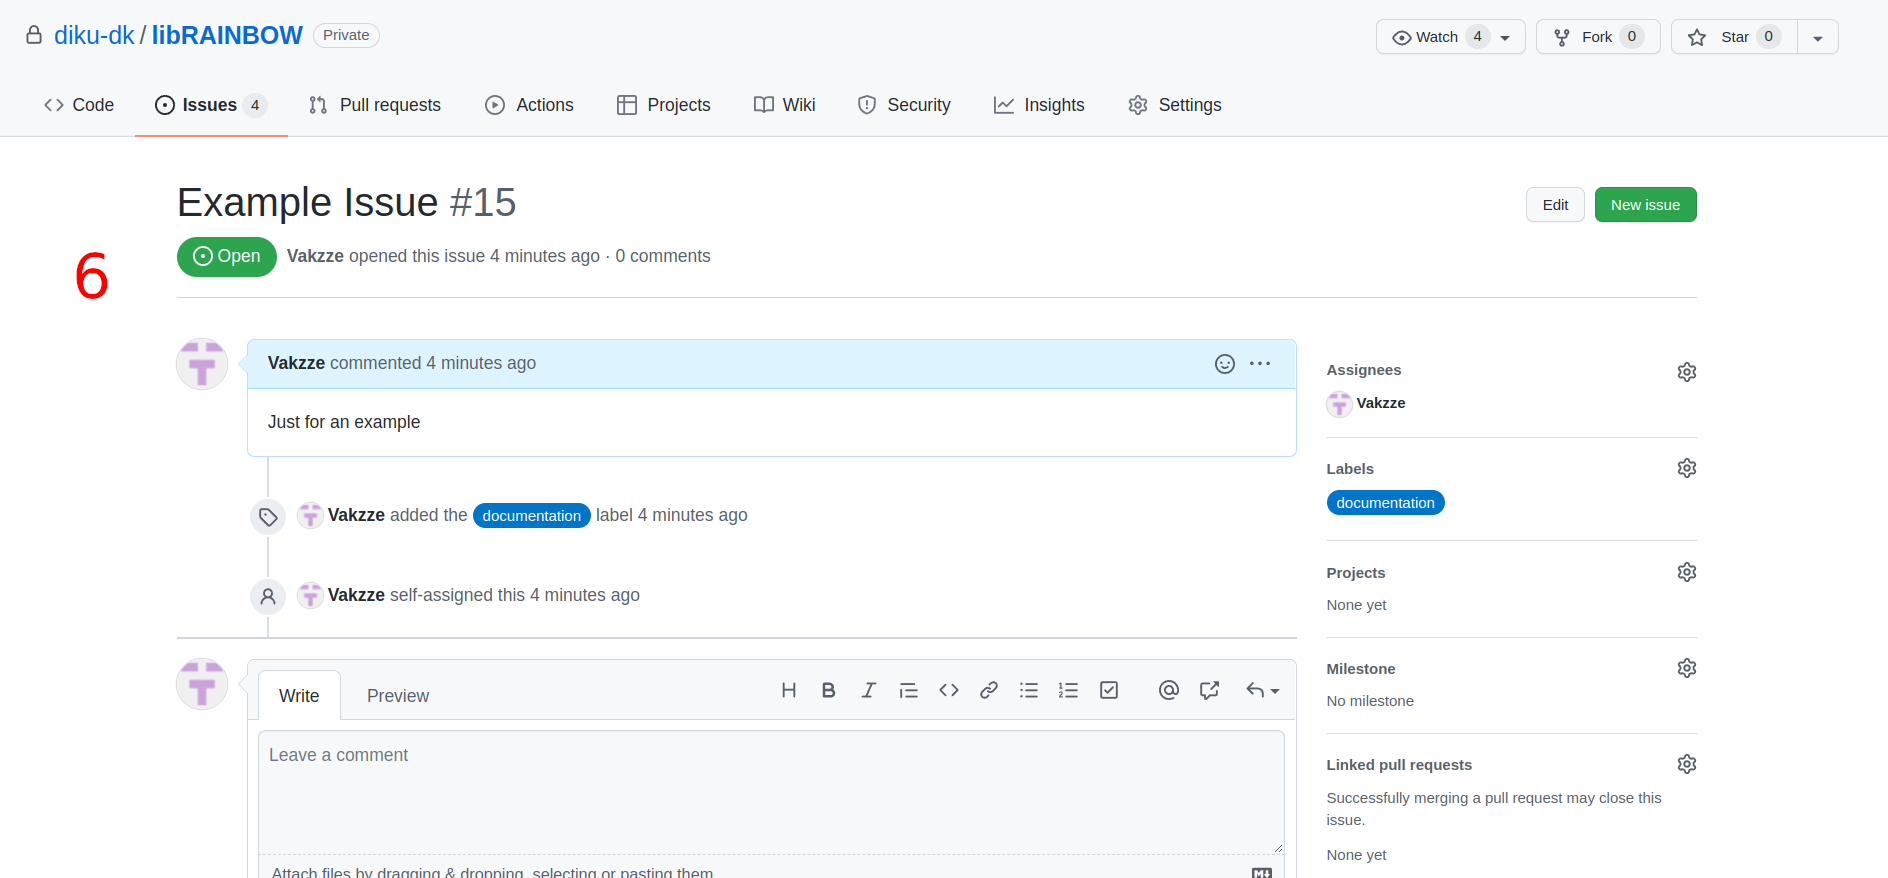 diku-dk / libRAINBOW Private
Watch 4 Fork 0 Star 0
Code Issues 4 Pull requests Actions Projects Wiki Security Insights Settings
Example Issue #15
Edit New issue
Open Vakzze opened this issue 4 minutes ago · 0 comments
6
Vakzze commented 4 minutes ago
Just for an example
Vakzze added the documentation label 4 minutes ago
Vakzze self-assigned this 4 minutes ago
Write Preview
Leave a comment
Attach files by dragging & dropping, selecting or pasting them.
Assignees
Vakzze
Labels
documentation
Projects
None yet
Milestone
No milestone
Linked pull requests
Successfully merging a pull request may close this
issue.
None yet